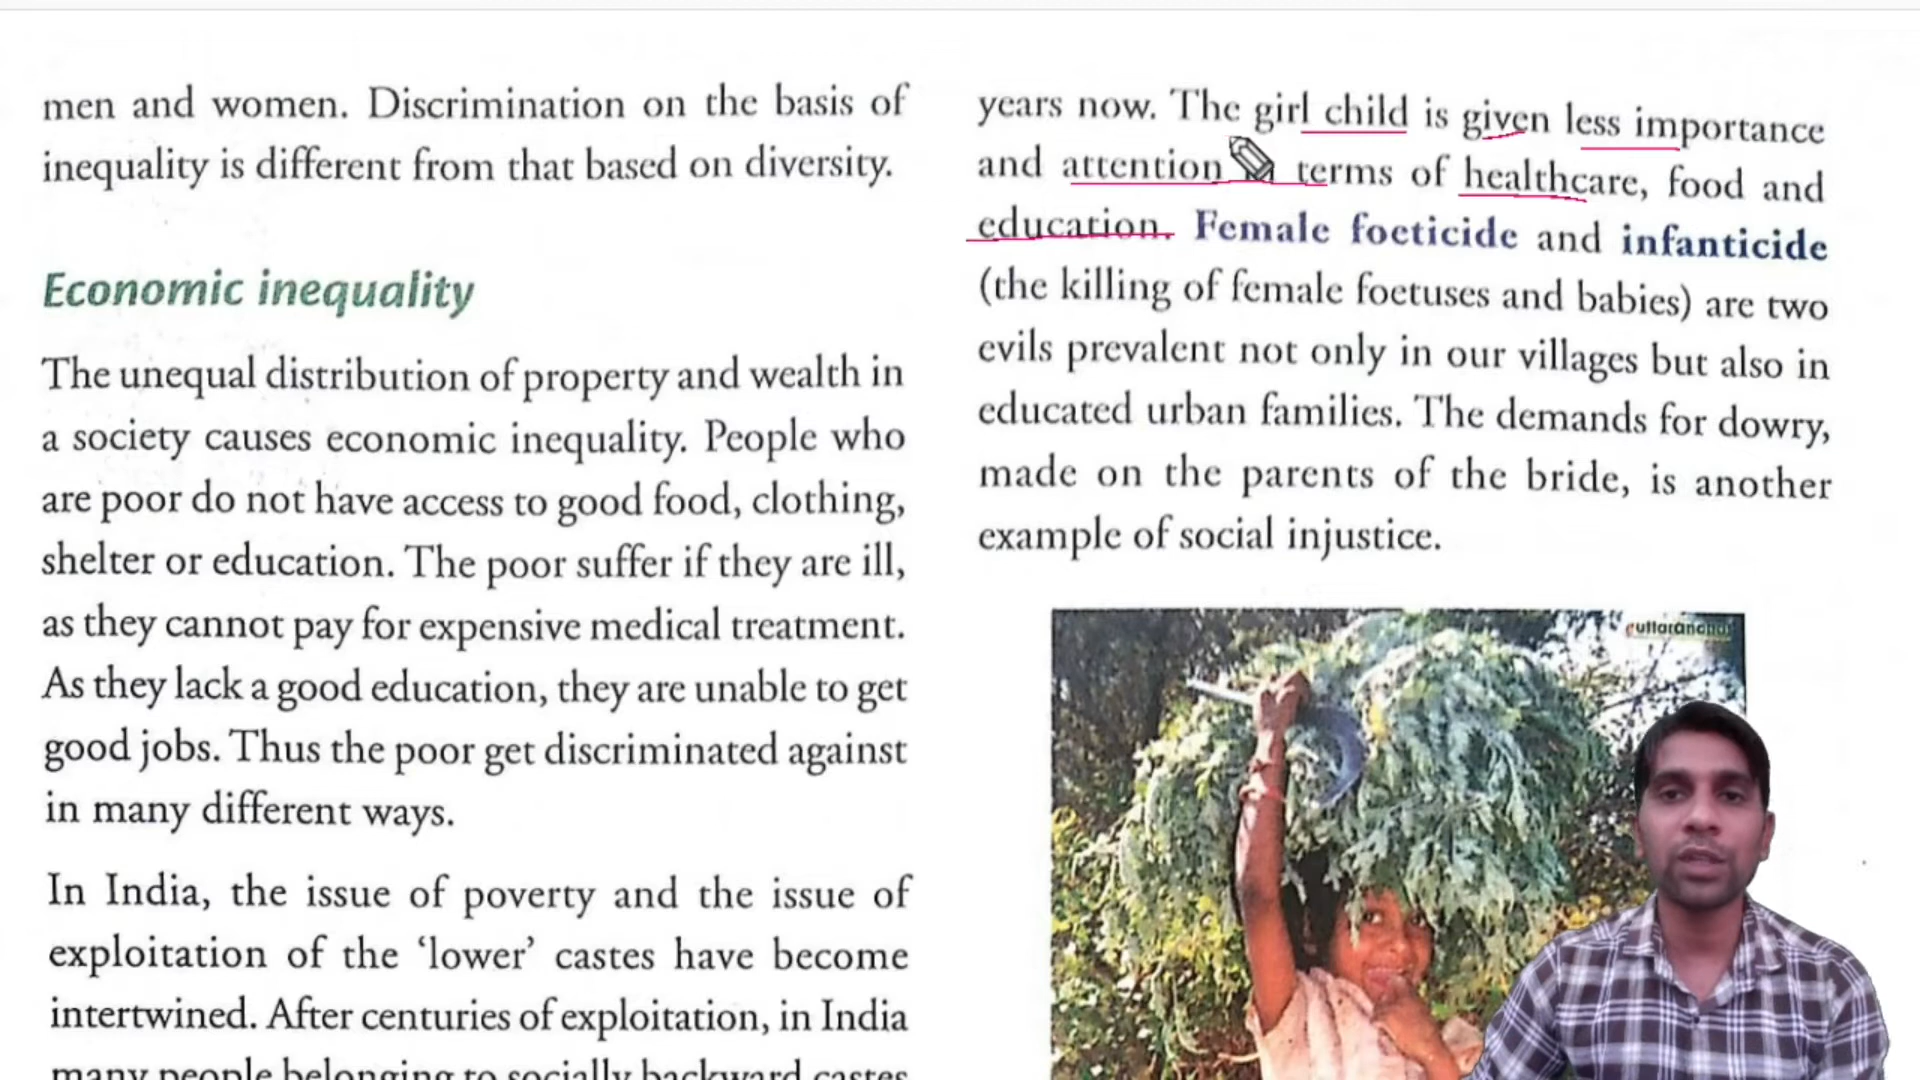 men and women. Discrimination on the basis of
inequality is different from that based on diversity.
Economic inequality
The unequal distribution of property and wealth in
a society causes economic inequality. People who
are poor do not have access to good food, clothing,
shelter or education. The poor suffer if they are ill,
as they cannot pay for expensive medical treatment.
As they lack a good education, they are unable to get
good jobs. Thus the poor get discriminated against
in many different ways.
In India, the issue of poverty and the issue of
exploitation of the ‘lower’ castes have become
intertwined. After centuries of exploitation, in India
many people belonging to socially backward castes
years now. The girl child is given less importance
and attention terms of healthcare, food and
education. Female foeticide and infanticide
(the killing of female foetuses and babies) are two
evils prevalent not only in our villages but also in
educated urban families. The demands for dowry,
made on the parents of the bride, is another
example of social injustice.